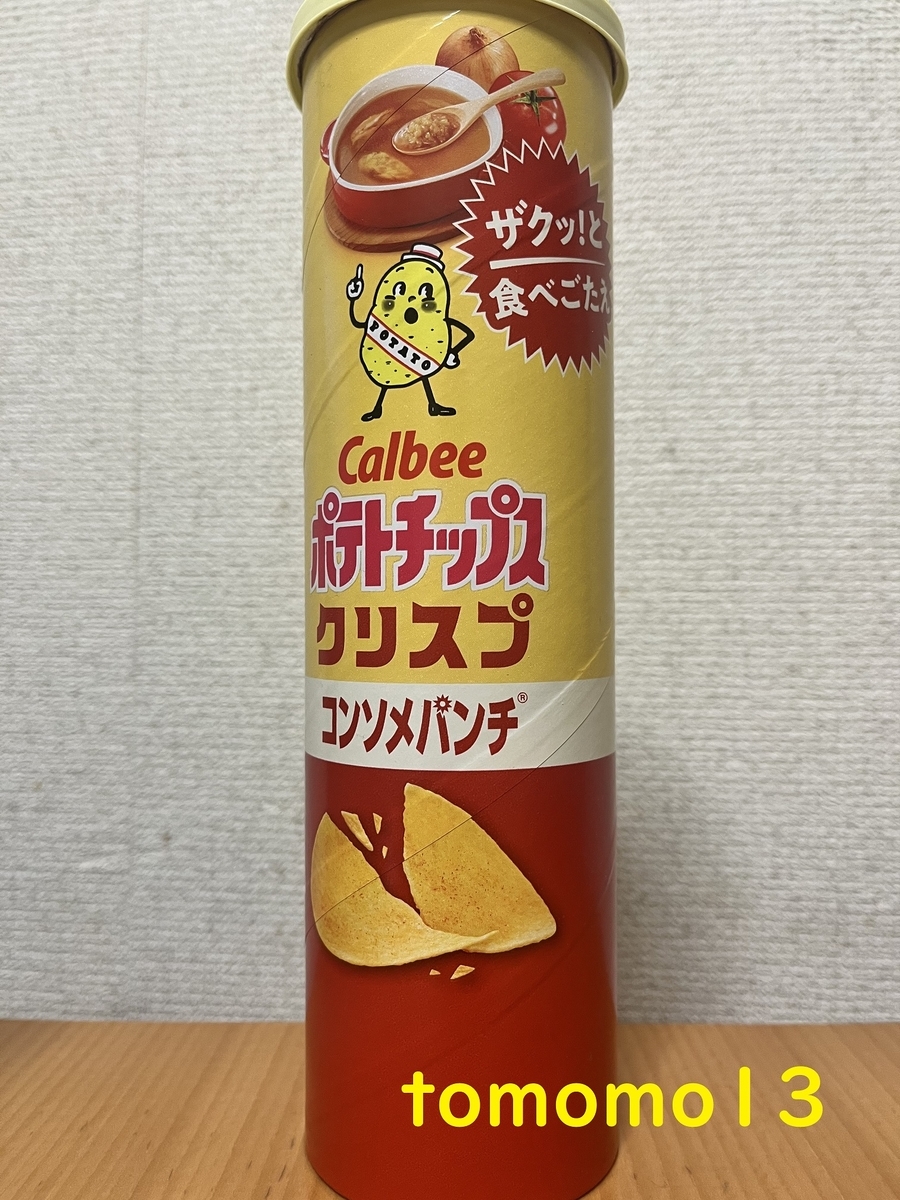 ザクッ!と
食べごたえ
POTATO
Calbee
ポテトチップス
クリスプ
コンソメパンチ®
tomomo13